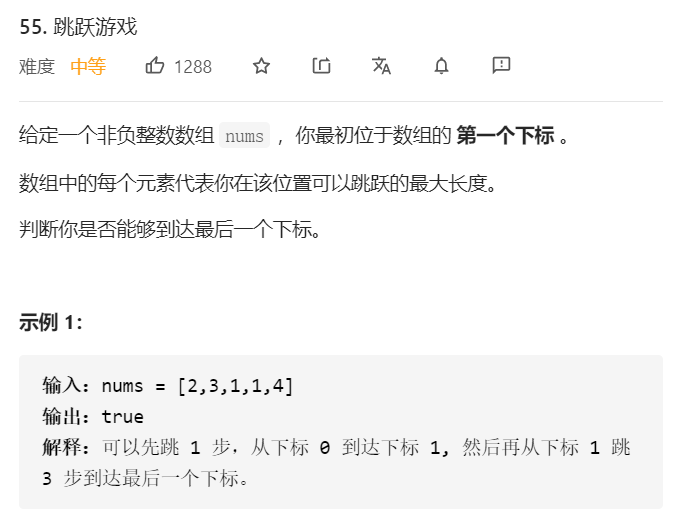 55. 跳跃游戏
难度 中等 1288
给定一个非负整数数组 nums ，你最初位于数组的 第一个下标 。
数组中的每个元素代表你在该位置可以跳跃的最大长度。
判断你是否能够到达最后一个下标。
示例 1：
输入：nums = [2,3,1,1,4]
输出：true
解释：可以先跳 1 步，从下标 0 到达下标 1, 然后再从下标 1 跳
3 步到达最后一个下标。